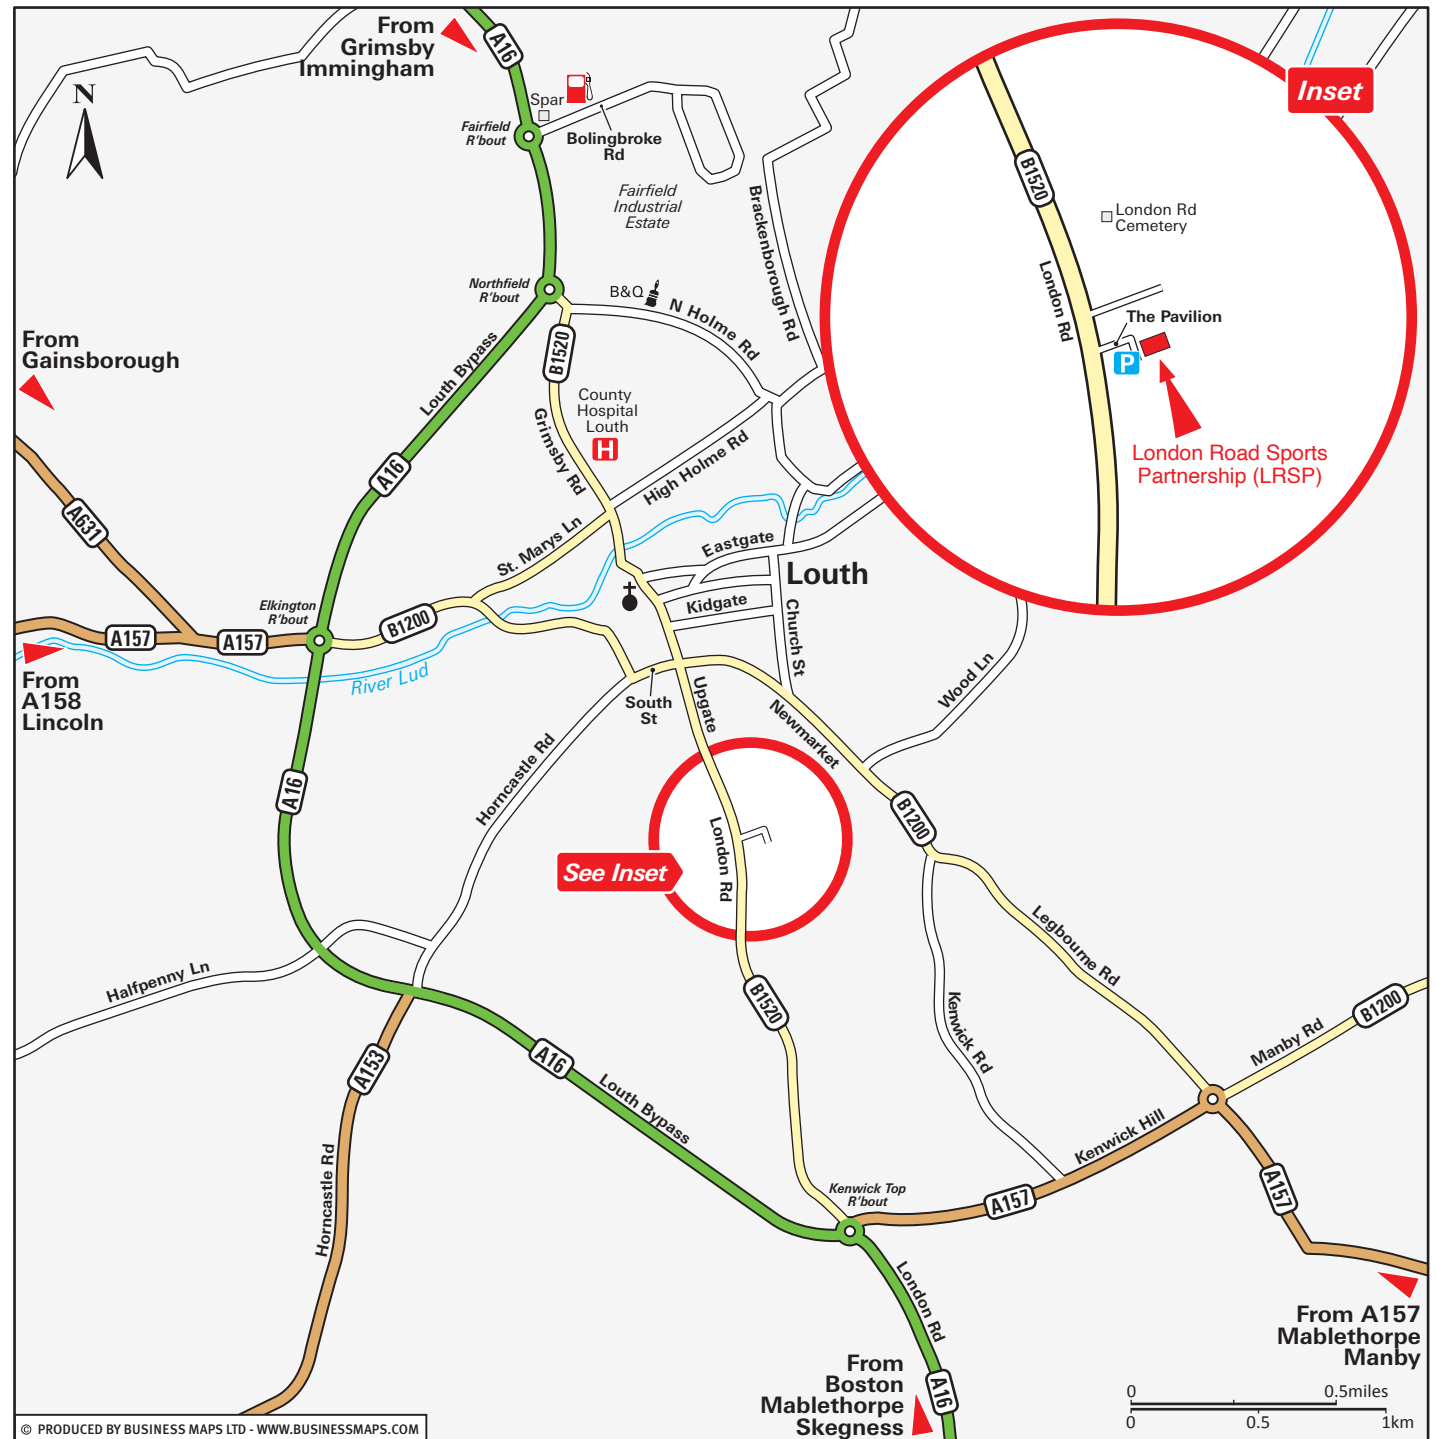 From
Grimsby
Immingham
A16
N
Spar
Fairfield
R'bout
Bolingbroke
Rd
Fairfield
Industrial
Estate
Brackenborough Rd
Inset
B1520
London Rd
Cemetery
London Rd
The Pavilion
P
London Road Sports
Partnership (LRSP)
Northfield
R'bout
B&Q
N Holme Rd
B1520
From
Gainsborough
Louth Bypass
County
Hospital
Louth
H
Grimsby Rd
High Holme Rd
A16
A631
St. Marys Ln
Eastgate
Louth
Kidgate
Church St
Elkington
R'bout
B1200
A157
A157
From
A158
Lincoln
River Lud
South
St
Upgate
Newmarket
Wood Ln
Horncastle Rd
A16
B1200
London Rd
See Inset
Legbourne Rd
Halfpenny Ln
B1520
Kenwick Rd
B1200
Manby Rd
A153
A16
Louth Bypass
Kenwick Hill
Horncastle Rd
Kenwick Top
R'bout
A157
A157
London Rd
From A157
Mablethorpe
Manby
From
Boston
Mablethorpe
Skegness
A16
0 0.5miles
0 0.5 1km
© PRODUCED BY BUSINESS MAPS LTD - WWW.BUSINESSMAPS.COM